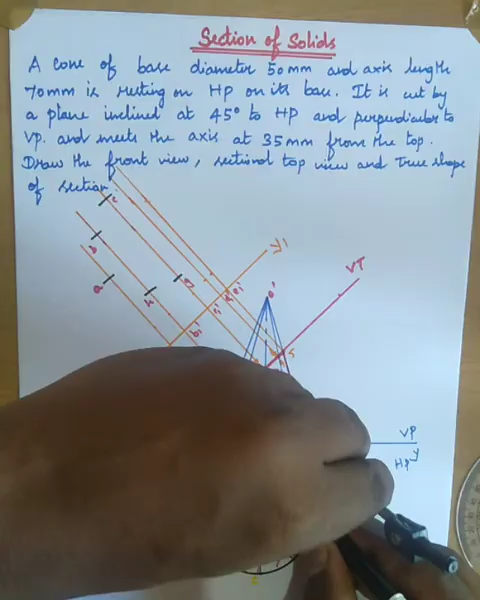 Section of Solids
A cone of base diameter 50mm and axis length
70mm is resting on HP on its base. It is cut by
a plane inclined at 45° to HP and perpendicular to
VP. and meets the axis at 35mm from the top.
Draw the front view, sectional top view and True shape
of section
VT
o'
VP
HP y